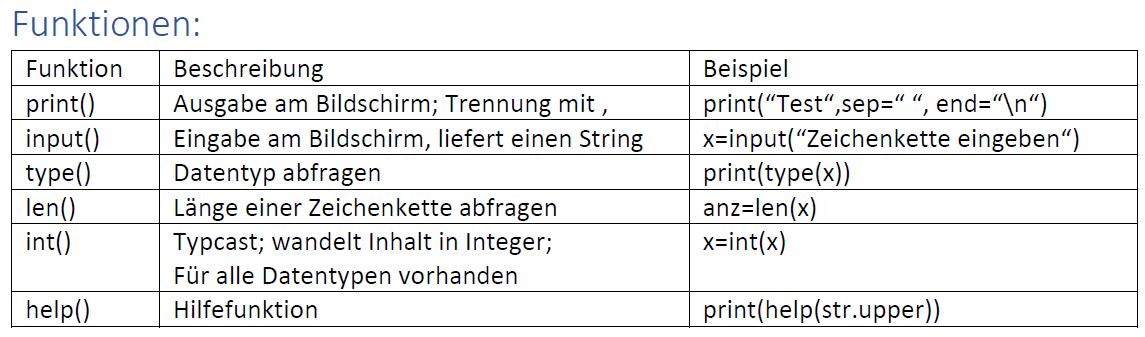 Funktionen:
Funktion Beschreibung Beispiel
print() Ausgabe am Bildschirm; Trennung mit , print(“Test“,sep=“ “, end=“\n“)
input() Eingabe am Bildschirm, liefert einen String x=input(“Zeichenkette eingeben“)
type() Datentyp abfragen print(type(x))
len() Länge einer Zeichenkette abfragen anz=len(x)
int() Typcast; wandelt Inhalt in Integer; x=int(x)
Für alle Datentypen vorhanden
help() Hilfefunktion print(help(str.upper))